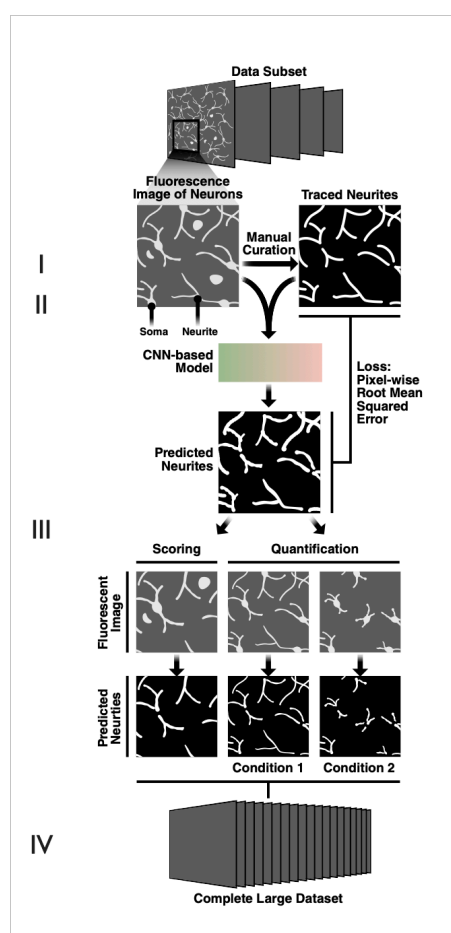 Data Subset
Fluorescence
Image of Neurons
Traced Neurites
I
Manual
Curation
II
Soma
Neurite
CNN-based
Model
Loss:
Pixel-wise
Root Mean
Squared
Error
Predicted
Neurites
III
Scoring
Quantification
Fluorescent
Image
Predicted
Neurties
Condition 1
Condition 2
IV
Complete Large Dataset